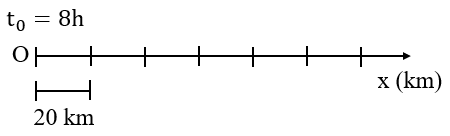 t₀ = 8h
O
x (km)
20 km